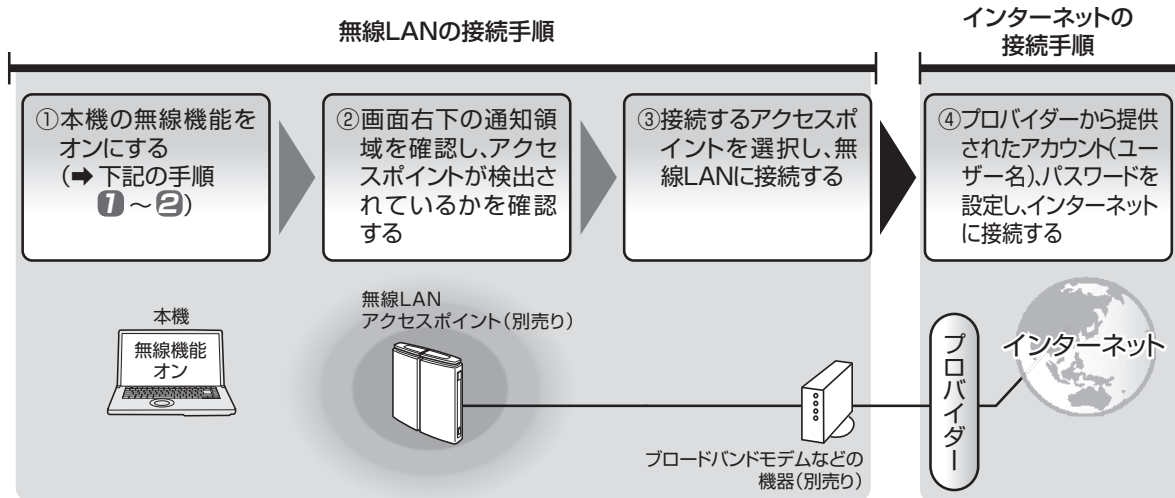 無線LANの接続手順
インターネットの
接続手順
①本機の無線機能を
オンにする
(➡ 下記の手順
1 ～ 2)
②画面右下の通知領
域を確認し、アクセ
スポイントが検出さ
れているかを確認
する
③接続するアクセスポ
イントを選択し、無
線LANに接続する
④プロバイダーから提供
されたアカウント(ユー
ザー名)、パスワードを
設定し、インターネット
に接続する
本機
無線機能
オン
無線LAN
アクセスポイント(別売り)
ブロードバンドモデムなどの
機器(別売り)
プロバイダー
インターネット